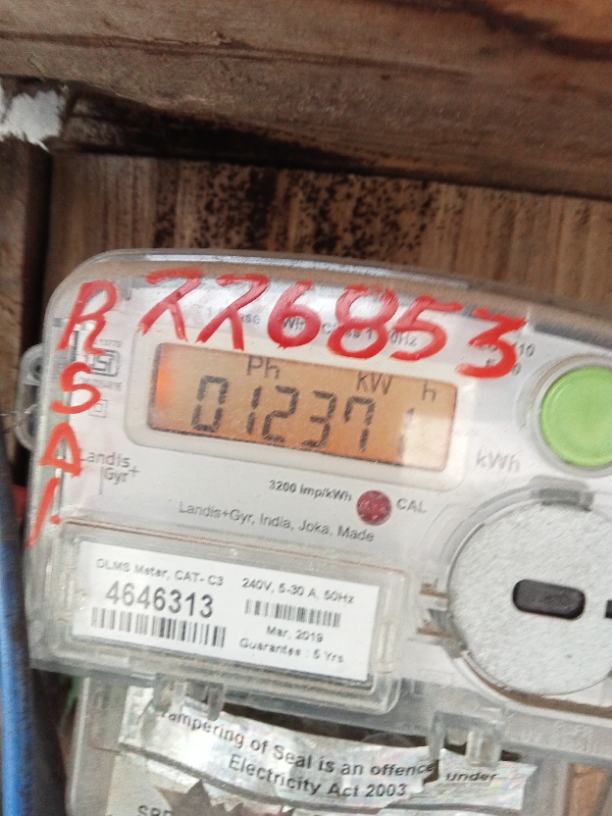 776853
R
S
A
Ph kW h
012371
kWh
Landis
Gyr+
3200 Imp/kWh CAL
Landis+Gyr, India, Joka, Made
DLMS Meter, CAT- C3
4646313
240V, 5-30 A, 50Hz
Mar, 2019
Guarantee : 5 Yrs
Tampering of Seal is an offence under
Electricity Act 2003